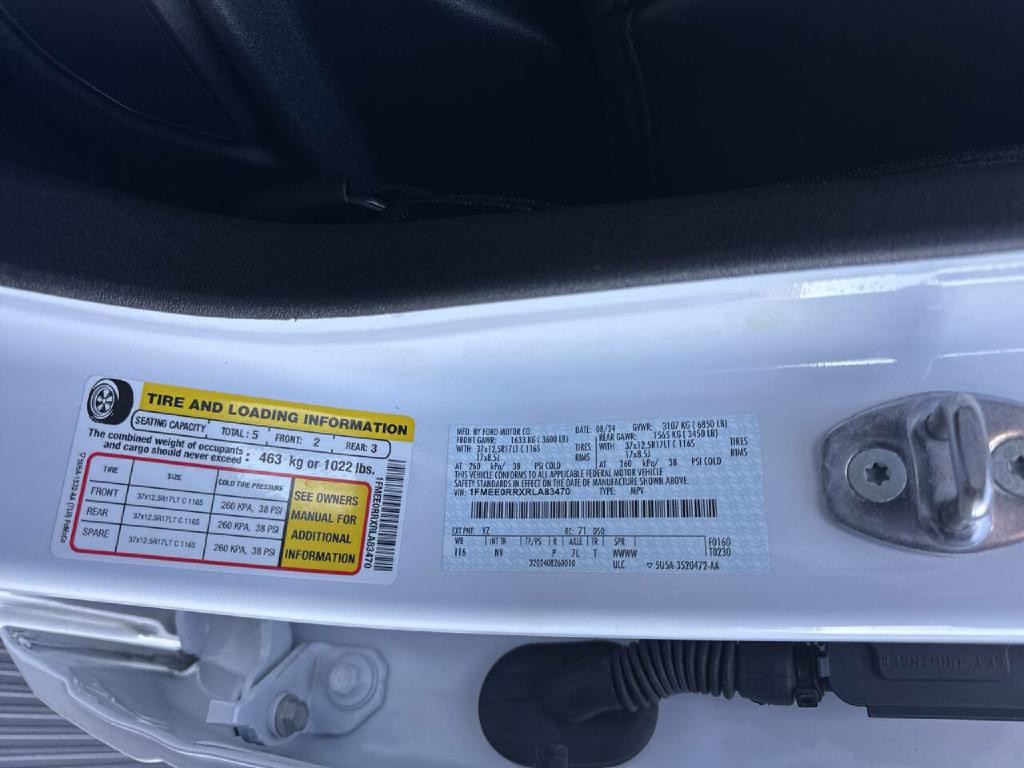 TIRE AND LOADING INFORMATION
SEATING CAPACITY TOTAL : 5 FRONT: 2 REAR: 3
The combined weight of occupants
and cargo should never exceed : 463 kg or 1022 lbs.
TIRE SIZE COLD TIRE PRESSURE
FRONT 37x12.5R17LT C 116S 260 KPA, 38 PSI
REAR 37x12.5R17LT C 116S 260 KPA, 38 PSI
SPARE 37x12.5R17LT C 116S 260 KPA, 38 PSI
SEE OWNERS
MANUAL FOR
ADDITIONAL
INFORMATION
1FMEE0RRXRLA83470
MFD. BY FORD MOTOR CO.
DATE: 08/24 GVWR: 3107 KG ( 6850 LB)
FRONT GAWR: 1633 KG ( 3600 LB) REAR GAWR: 1565 KG ( 3450 LB)
WITH 37x12.5R17LT C 116S TIRES WITH 37x12.5R17LT C 116S TIRES
17x8.5J RIMS 17x8.5J RIMS
AT 260 kPa/ 38 PSI COLD AT 260 kPa/ 38 PSI COLD
THIS VEHICLE CONFORMS TO ALL APPLICABLE FEDERAL MOTOR VEHICLE
SAFETY STANDARDS IN EFFECT ON THE DATE OF MANUFACTURE SHOWN ABOVE.
VIN: 1FMEE0RRXRLA83470 TYPE: MPV
EXT PNT: YZ RC: 71 DSO:
WB INT TR TP/PS R AXLE TR SPR F0160
116 NV P 7L T WWWW T0230
3202408260010 ULC 5U5A-3520472-AA
GET UNHINGED